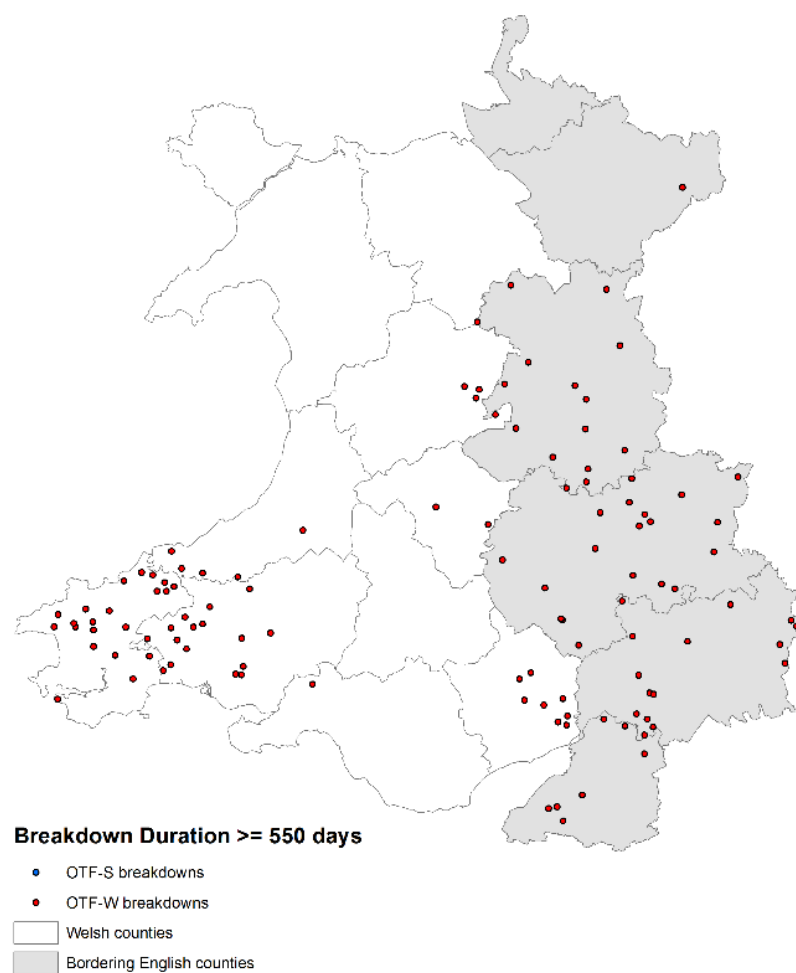 Breakdown Duration >= 550 days
OTF-S breakdowns
OTF-W breakdowns
Welsh counties
Bordering English counties